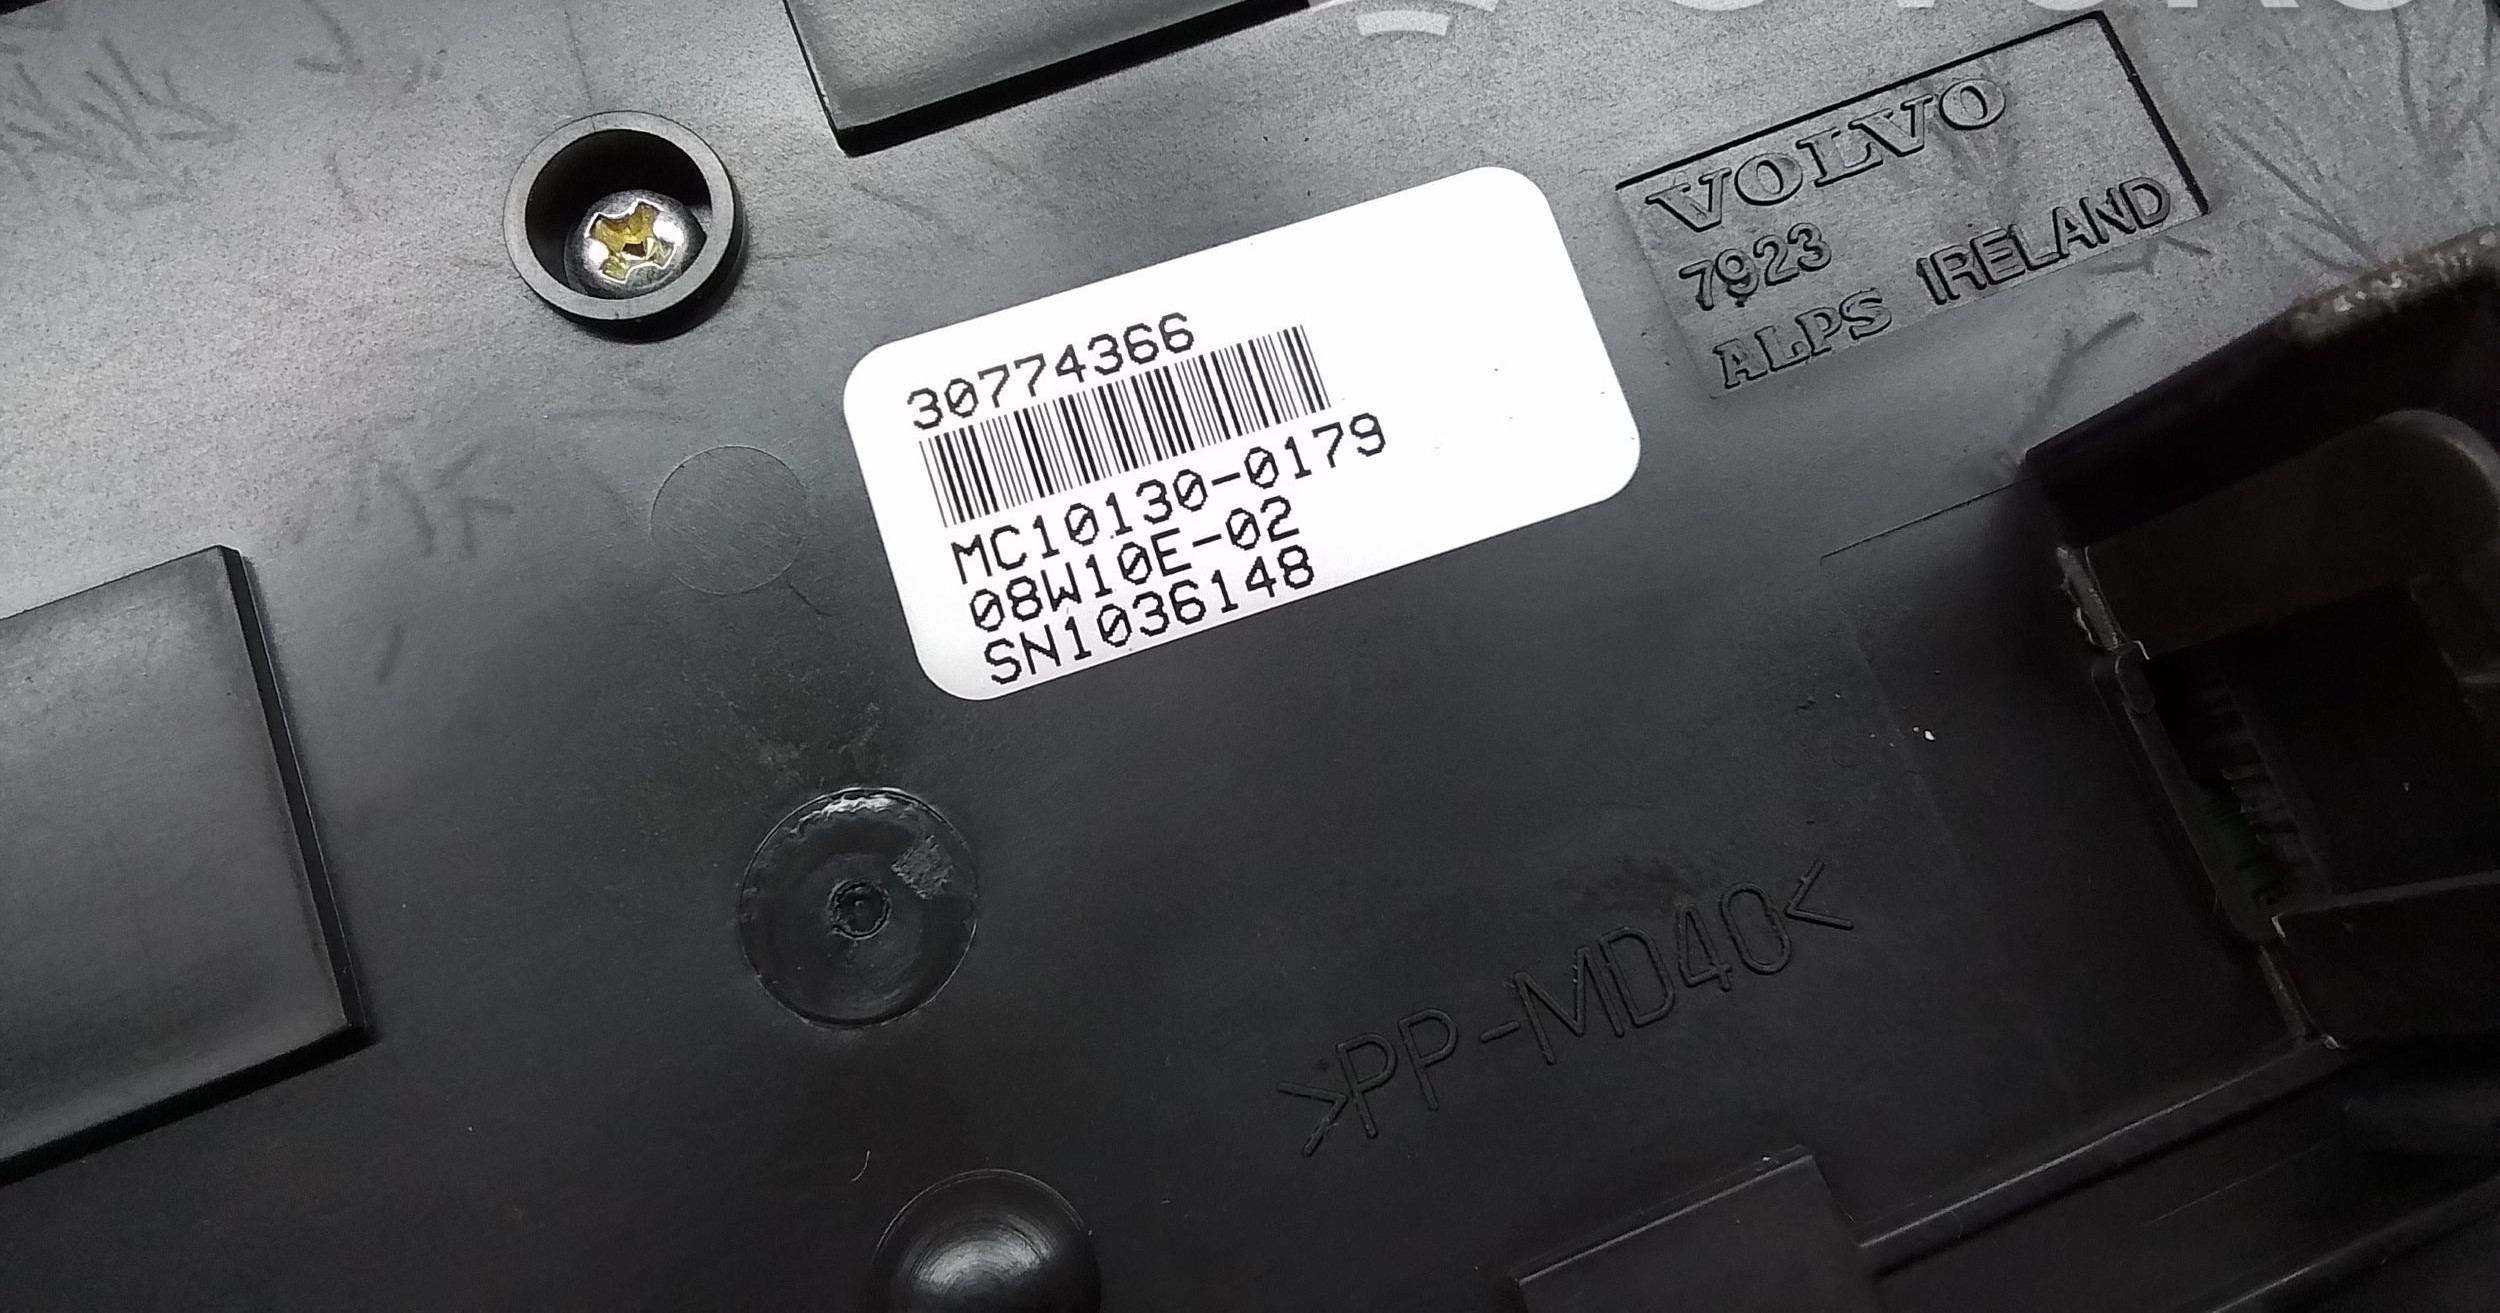 VOLVO
7923
ALPS IRELAND
30774366
MC10130-0179
08W10E-02
SN1036148
>PP-MD40<